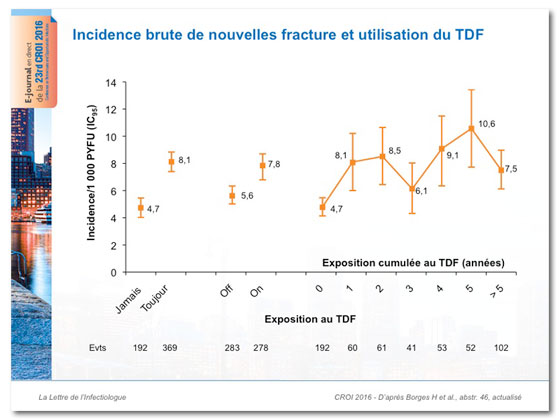 Incidence brute de nouvelles fracture et utilisation du TDF
E-journal en direct
de la 23rd CROI 2016
Incidence/1 000 PYFU (IC95)
14
12
10
8
6
4
2
0
4,7
8,1
5,6
7,8
4,7
8,1
8,5
6,1
9,1
10,6
7,5
Exposition cumulée au TDF (années)
Jamais
Toujour
Off
On
0
1
2
3
4
5
> 5
Exposition au TDF
Evts 192 369 283 278 192 60 61 41 53 52 102
La Lettre de l'Infectiologue
CROI 2016 - D'après Borges H et al., abstr. 46, actualisé